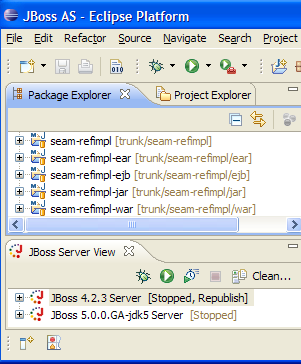 JBoss AS - Eclipse Platform
File Edit Refactor Source Navigate Search Project
Package Explorer Project Explorer
seam-refimpl [trunk/seam-refimpl]
seam-refimpl-ear [trunk/seam-refimpl/ear]
seam-refimpl-ejb [trunk/seam-refimpl/ejb]
seam-refimpl-jar [trunk/seam-refimpl/jar]
seam-refimpl-war [trunk/seam-refimpl/war]
JBoss Server View
Clean...
JBoss 4.2.3 Server [Stopped, Republish]
JBoss 5.0.0.GA-jdk5 Server [Stopped]